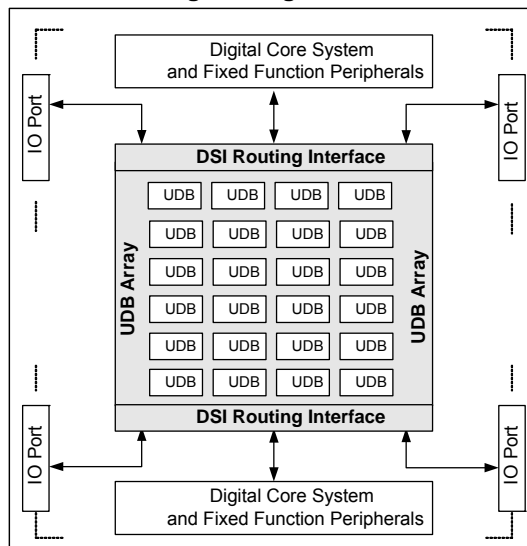 Digital Core System
and Fixed Function Peripherals
IO Port
IO Port
DSI Routing Interface
UDB UDB UDB UDB
UDB UDB UDB UDB
UDB UDB UDB UDB
UDB UDB UDB UDB
UDB UDB UDB UDB
UDB UDB UDB UDB
UDB Array
UDB Array
DSI Routing Interface
IO Port
IO Port
Digital Core System
and Fixed Function Peripherals